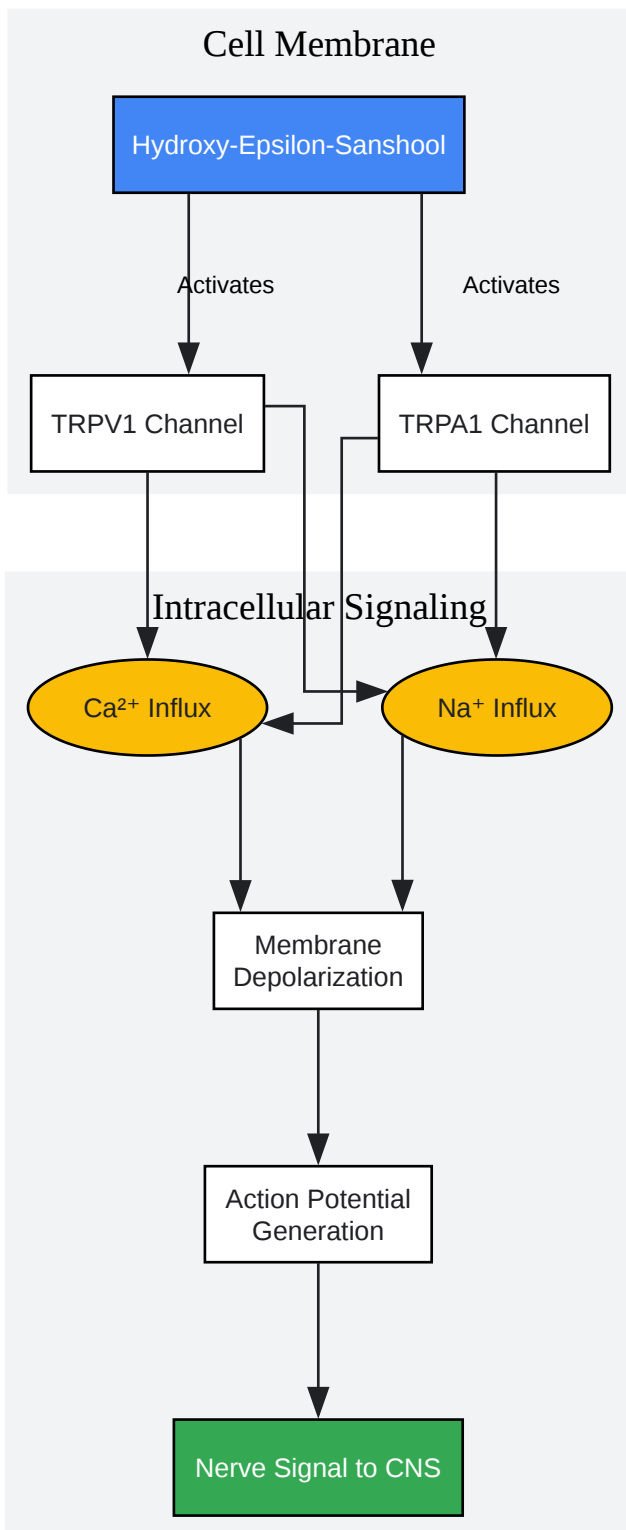 Cell Membrane
Hydroxy-Epsilon-Sanshool
Activates
Activates
TRPV1 Channel
TRPA1 Channel
Intracellular Signaling
Ca²⁺ Influx
Na⁺ Influx
Membrane
Depolarization
Action Potential
Generation
Nerve Signal to CNS